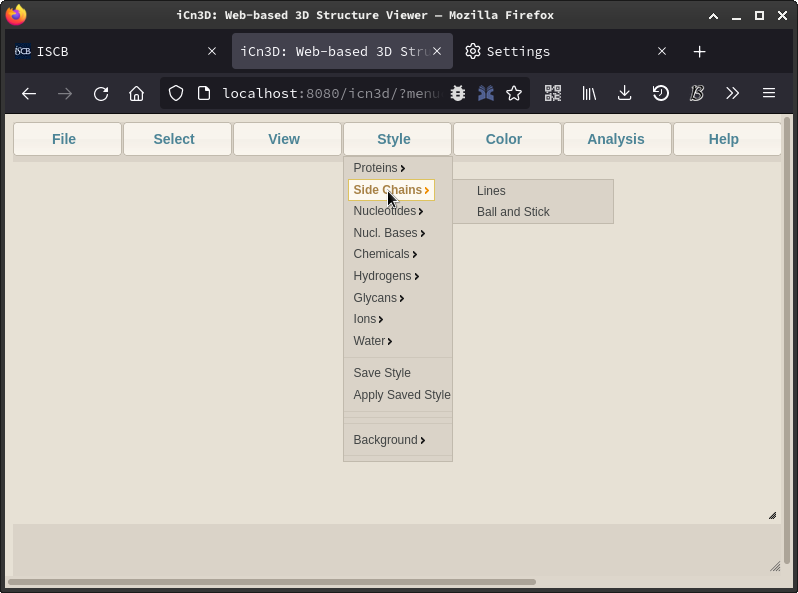 iCn3D: Web-based 3D Structure Viewer — Mozilla Firefox
ISCB
iCn3D: Web-based 3D Stru
Settings
localhost:8080/icn3d/?menu
File Select View Style Color Analysis Help
Proteins
Side Chains
Lines
Nucleotides
Ball and Stick
Nucl. Bases
Chemicals
Hydrogens
Glycans
Ions
Water
Save Style
Apply Saved Style
Background